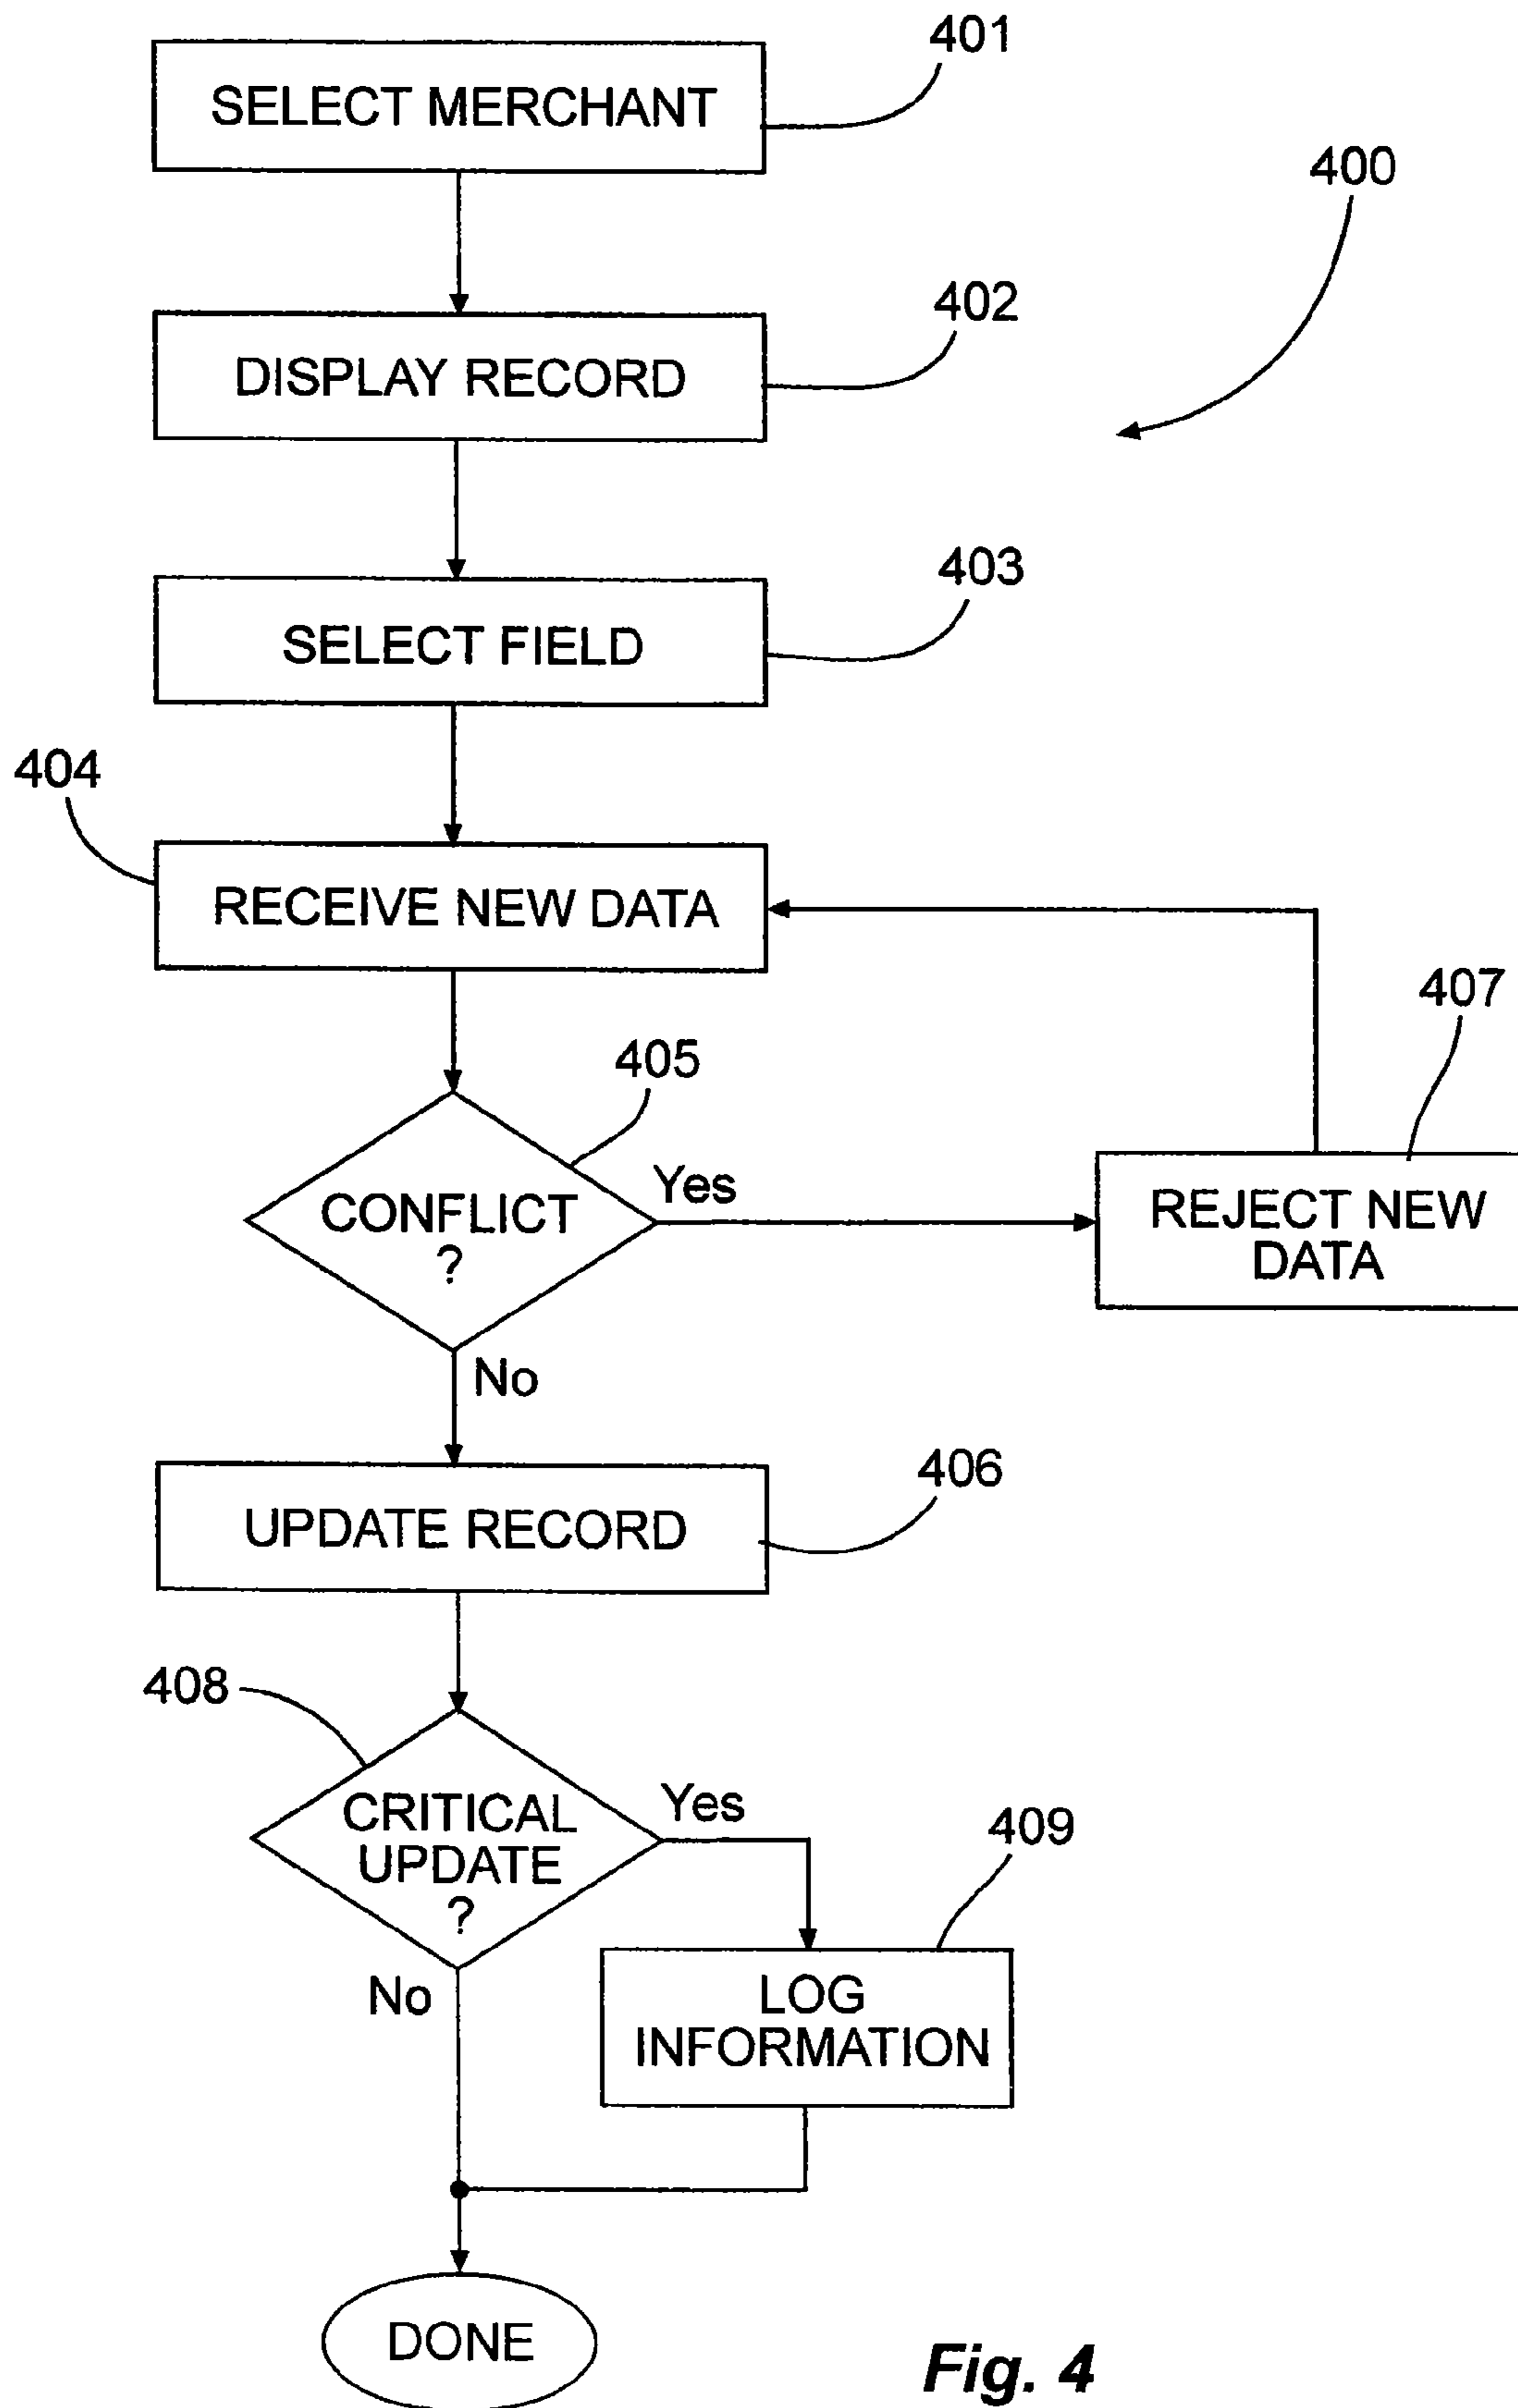 401
SELECT MERCHANT
400
402
DISPLAY RECORD
403
SELECT FIELD
404
RECEIVE NEW DATA
407
405
Yes
CONFLICT
?
REJECT NEW
DATA
No
406
UPDATE RECORD
408
Yes
CRITICAL
UPDATE
?
409
No
LOG
INFORMATION
DONE
Fig. 4